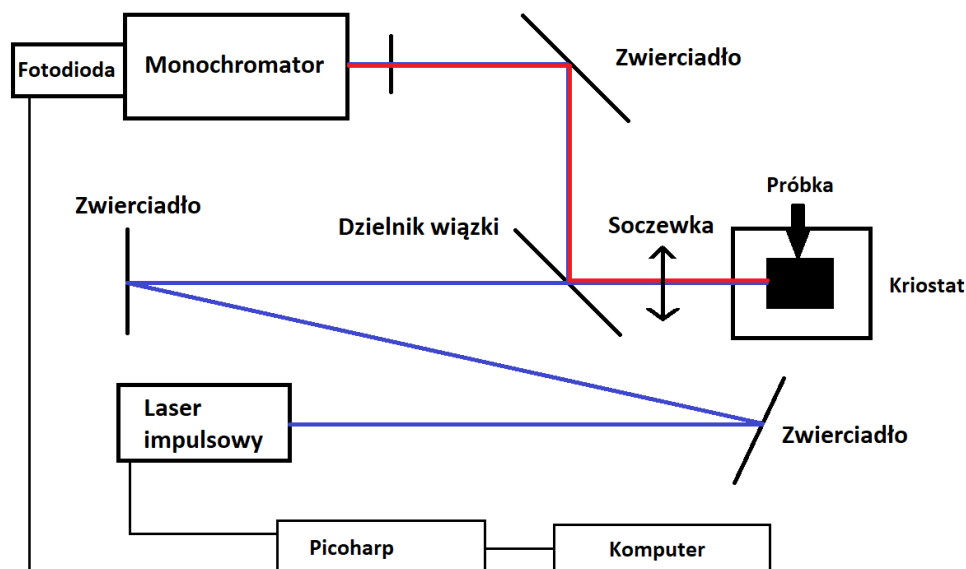 Fotodioda
Monochromator
Zwierciadło
Zwierciadło
Dzielnik wiązki
Soczewka
Próbka
Kriostat
Laser
impulsowy
Zwierciadło
Picoharp
Komputer